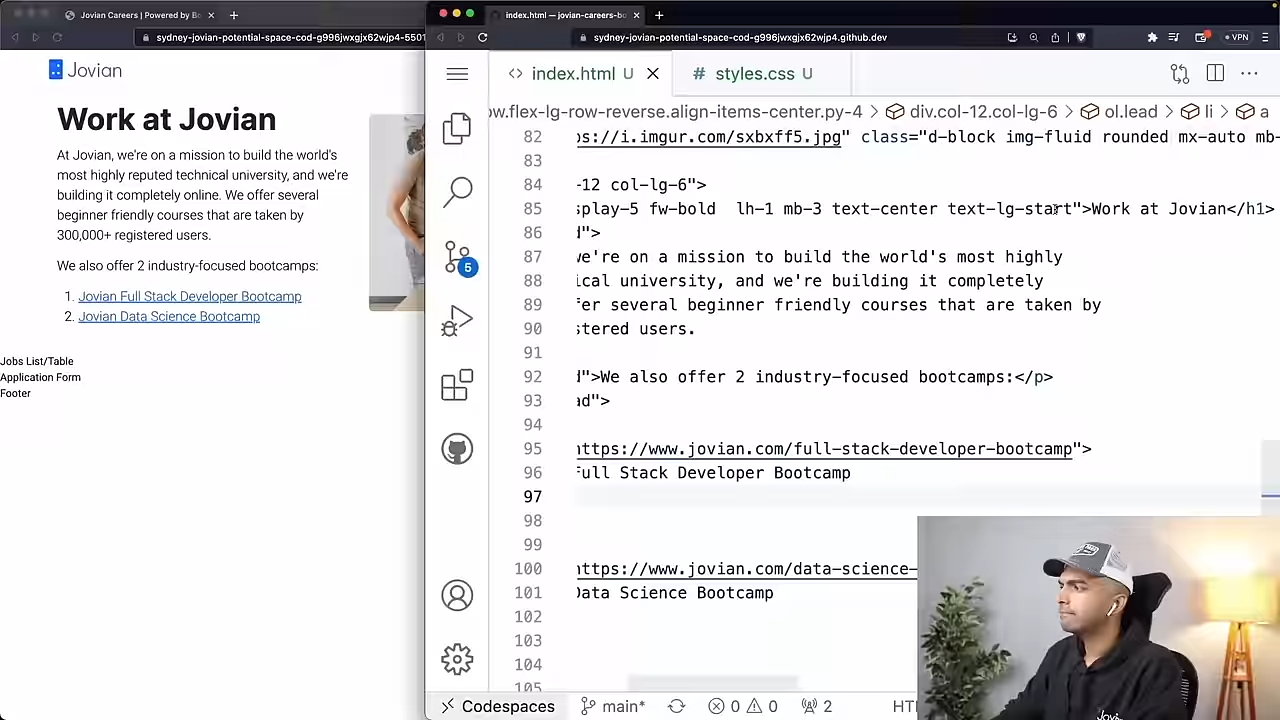 Jovian Careers | Powered by Bo
index.html — jovian-careers-bo
sydney-jovian-potential-space-cod-g996jwxgjx62wjp4-5501
sydney-jovian-potential-space-cod-g996jwxgjx62wjp4.github.dev
VPN
Jovian
Work at Jovian
At Jovian, we're on a mission to build the world's
most highly reputed technical university, and we're
building it completely online. We offer several
beginner friendly courses that are taken by
300,000+ registered users.
We also offer 2 industry-focused bootcamps:
1. Jovian Full Stack Developer Bootcamp
2. Jovian Data Science Bootcamp
Jobs List/Table
Application Form
Footer
<> index.html U
# styles.css U
ow.flex-lg-row-reverse.align-items-center.py-4 > div.col-12.col-lg-6 > ol.lead > li > a
82 ps://i.imgur.com/sxbxff5.jpg" class="d-block img-fluid rounded mx-auto mb-
83
84 -12 col-lg-6">
85 splay-5 fw-bold  lh-1 mb-3 text-center text-lg-start">Work at Jovian</h1>
86 d">
87 we're on a mission to build the world's most highly
88 ical university, and we're building it completely
89 fer several beginner friendly courses that are taken by
90 stered users.
91
92 d">We also offer 2 industry-focused bootcamps:</p>
93 ad">
94
95 https://www.jovian.com/full-stack-developer-bootcamp">
96 Full Stack Developer Bootcamp
97
98
99
100 https://www.jovian.com/data-science-
101 Data Science Bootcamp
102
103
104
105
5
Codespaces
main*
0
0
2
HT